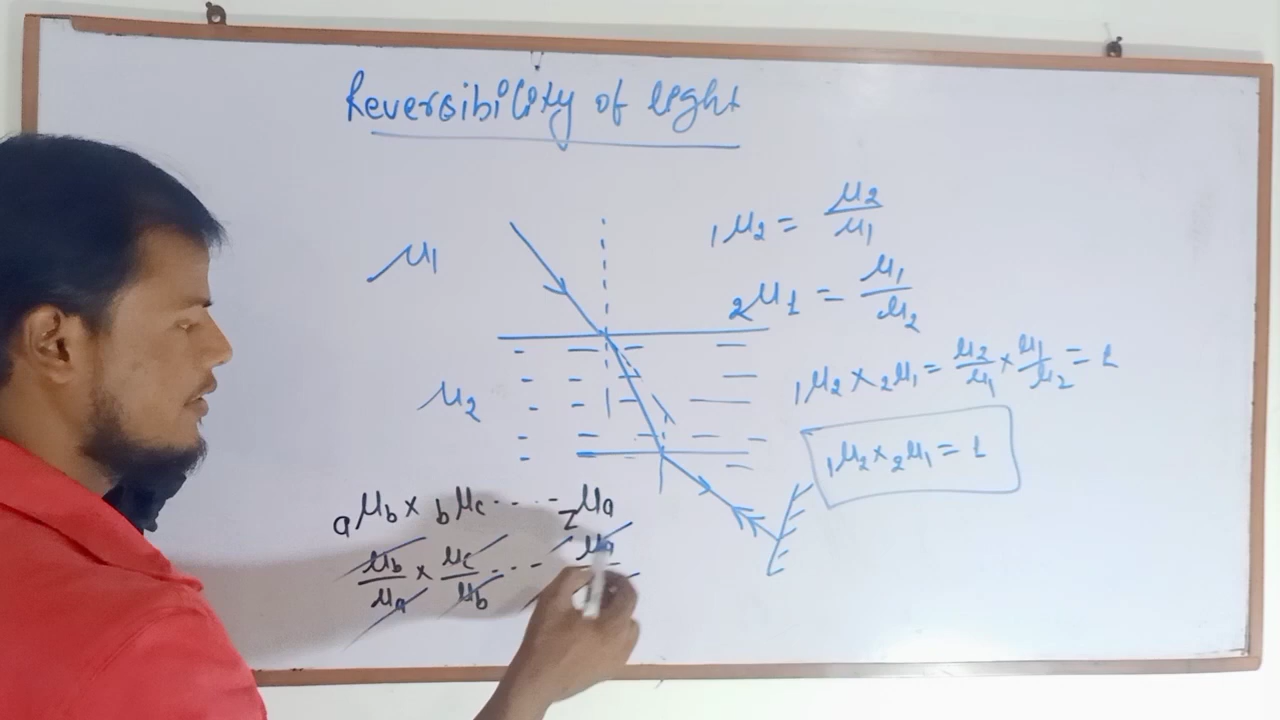 Reversibility of light
μ1
₁μ₂ = μ₂/μ₁
₂μ₁ = μ₁/μ₂
μ2
₁μ₂ × ₂μ₁ = μ₂/μ₁ × μ₁/μ₂ = 1
₁μ₂ × ₂μ₁ = 1
aμb × bμc ..... zμa
μb/μa × μc/μb ..... μa